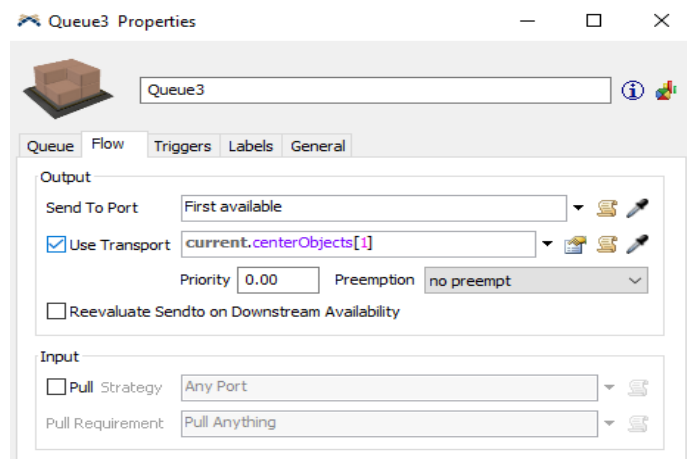 Queue3 Properties
Queue3
Queue Flow Triggers Labels General
Output
Send To Port First available
Use Transport current.centerObjects[1]
Priority 0.00 Preemption no preempt
Reevaluate Sendto on Downstream Availability
Input
Pull Strategy Any Port
Pull Requirement Pull Anything